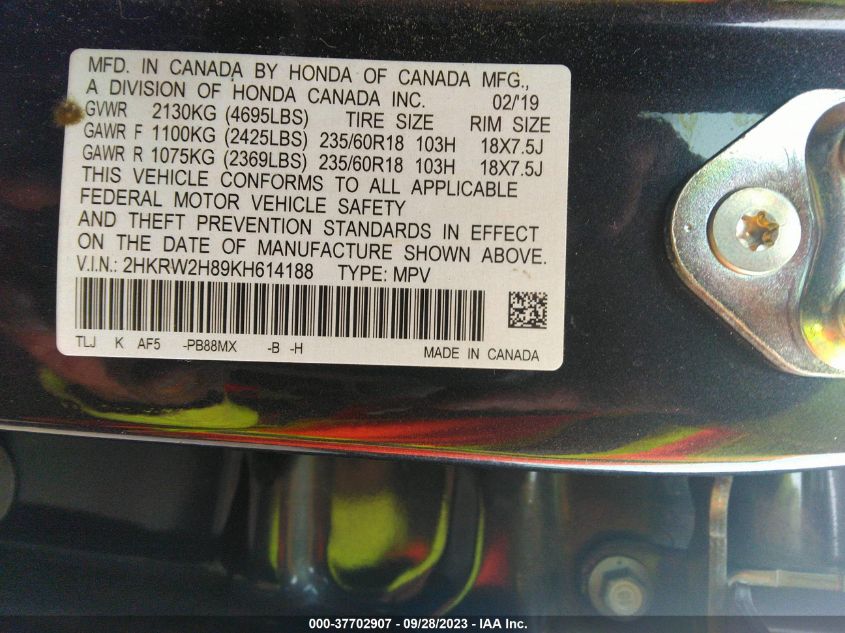 MFD. IN CANADA BY HONDA OF CANADA MFG.,
A DIVISION OF HONDA CANADA INC. 02/'19
GVWR 2130KG (4695LBS) TIRE SIZE RIM SIZE
GAWR F 1100KG (2425LBS) 235/60R18 103H 18X7.5J
GAWR R 1075KG (2369LBS) 235/60R18 103H 18X7.5J
THIS VEHICLE CONFORMS TO ALL APPLICABLE
FEDERAL MOTOR VEHICLE SAFETY
AND THEFT PREVENTION STANDARDS IN EFFECT
ON THE DATE OF MANUFACTURE SHOWN ABOVE.
V.I.N.: 2HKRW2H89KH614188 TYPE: MPV
TLJ K AF5 -PB88MX -B -H MADE IN CANADA
000-37702907 / 09/28/2023 - IAA Inc.